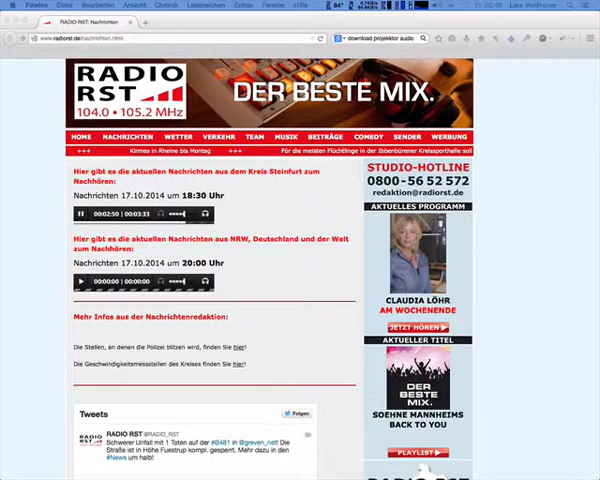 Firefox Ablage Bearbeiten Ansicht Chronik Lesezeichen Extras Fenster Hilfe
RADIO RST: Nachrichten
www.radiorst.de/nachrichten.html
download projekktor audio
RADIO
RST
104.0 • 105.2 MHz
DER BESTE MIX.
HOME NACHRICHTEN WETTER VERKEHR TEAM MUSIK BEITRÄGE COMEDY SENDER WERBUNG
+++ Kirmes in Rheine bis Montag +++ Für die meisten Flüchtlinge in der Ibbenbürener Kreissporthalle soll
Hier gibt es die aktuellen Nachrichten aus dem Kreis Steinfurt zum
Nachhören:
Nachrichten 17.10.2014 um 18:30 Uhr
00:02:50 | 00:03:33
Hier gibt es die aktuellen Nachrichten aus NRW, Deutschland und der Welt
zum Nachhören:
Nachrichten 17.10.2014 um 20:00 Uhr
00:00:00 | 00:00:00
Mehr Infos aus der Nachrichtenredaktion:
Die Stellen, an denen die Polizei blitzen wird, finden Sie hier!
Die Geschwindigkeitsmessstellen des Kreises finden Sie hier!
Tweets
Folgen
RADIO RST @RADIO_RST 5h
Schwerer Unfall mit 1 Toten auf der #B481 in @greven_net! Die
Straße ist in Höhe Fuestrup kompl. gesperrt. Mehr dazu in den
#News um halb!
STUDIO-HOTLINE
0800-56 52 572
redaktion@radiorst.de
AKTUELLES PROGRAMM
CLAUDIA LÖHR
AM WOCHENENDE
JETZT HÖREN
AKTUELLER TITEL
DER
BESTE
MIX.
SOEHNE MANNHEIMS
BACK TO YOU
PLAYLIST
RADIO RST